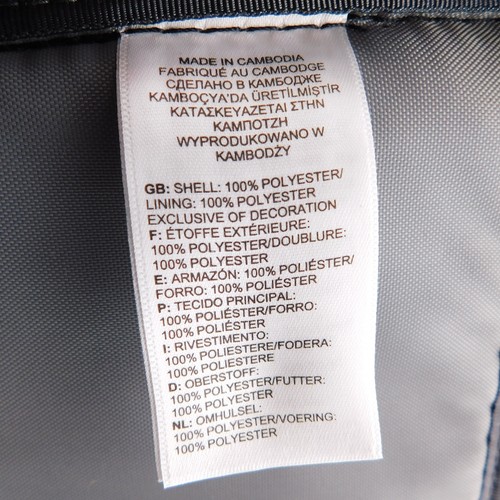 MADE IN CAMBODIA
FABRIQUÉ AU CAMBODGE
СДЕЛАНО В КАМБОДЖЕ
KAMBOÇYA'DA ÜRETİLMİŞTİR
ΚΑΤΑΣΚΕΥΑΖΕΤΑΙ ΣΤΗΝ
ΚΑΜΠΟΤΖΗ
WYPRODUKOWANO W
KAMBODŻY
GB: SHELL: 100% POLYESTER/
LINING: 100% POLYESTER/
EXCLUSIVE OF DECORATION
F: ÉTOFFE EXTÉRIEURE:
100% POLYESTER/DOUBLURE:
100% POLYESTER
E: ARMAZÓN: 100% POLIÉSTER/
FORRO: 100% POLIÉSTER
P: TECIDO PRINCIPAL:
100% POLIÉSTER/FORRO:
100% POLIÉSTER
I: RIVESTIMENTO:
100% POLIESTERE/FODERA:
100% POLIESTERE
D: OBERSTOFF:
100% POLYESTER/FUTTER:
100% POLYESTER
NL: OMHULSEL:
100% POLYESTER/VOERING:
100% POLYESTER